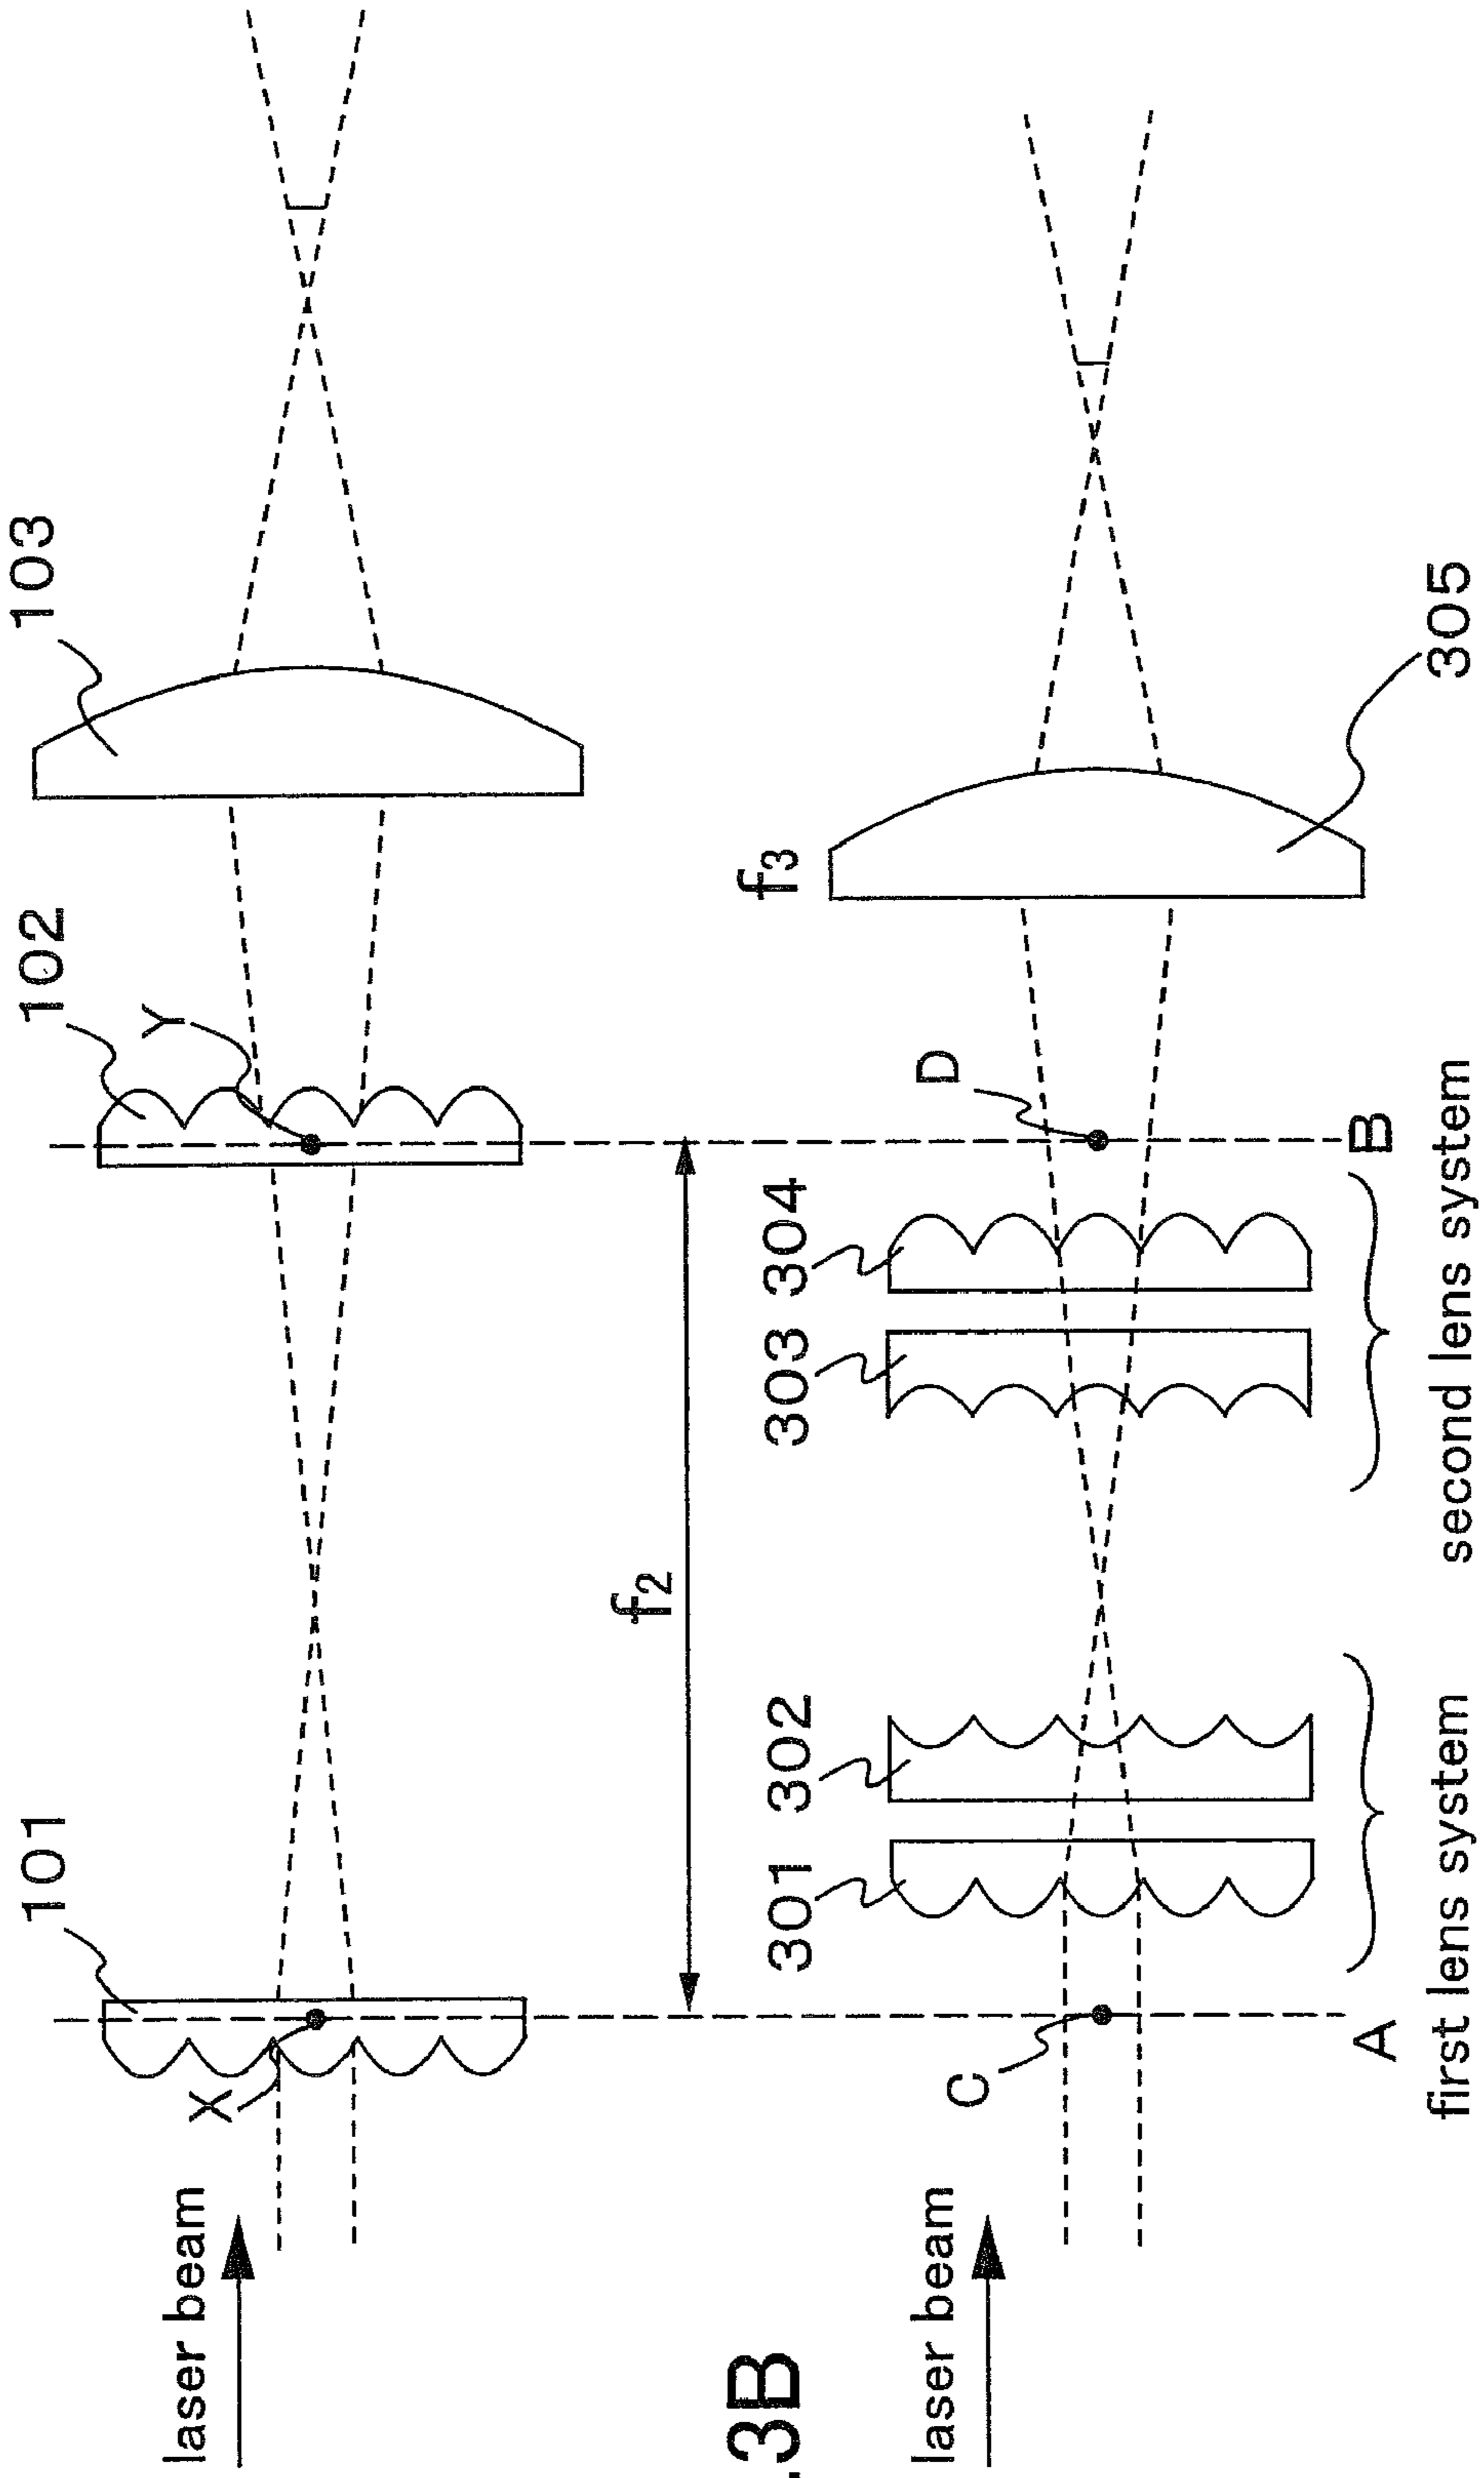 103
102
Y
101
X
laser beam
f2
.3B
f3
305
D
B
304
303
second lens system
302
301
first lens system
C
A
laser beam